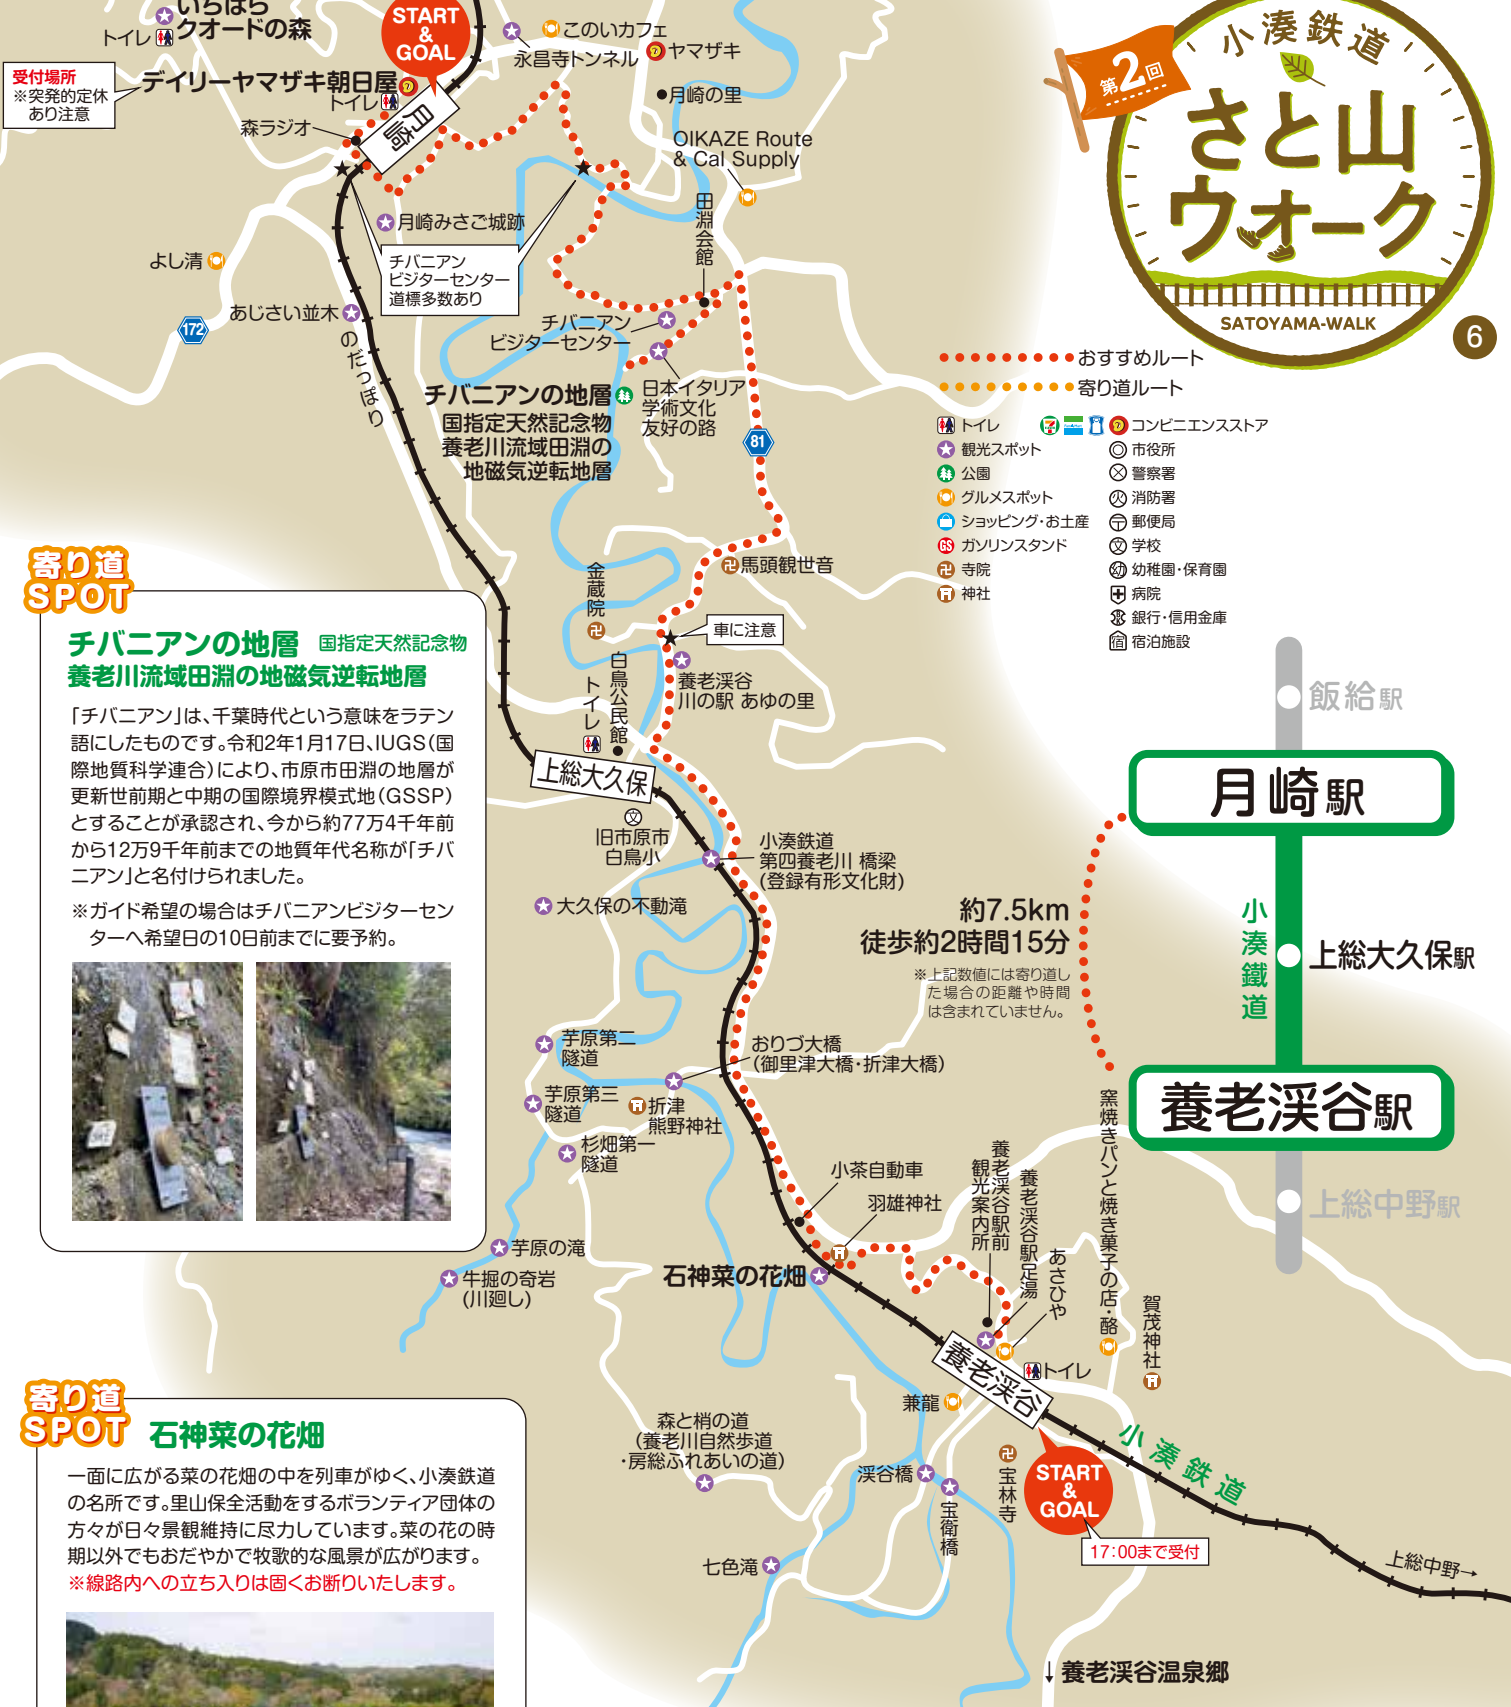 いちはら
クオードの森
トイレ
START
&
GOAL
このいカフェ
永昌寺トンネル
ヤマザキ
受付場所
※突発的定休
あり注意
デイリーヤマザキ朝日屋
トイレ
森ラジオ
月崎
月崎の里
OIKAZE Route
& Cal Supply
田淵会館
月崎みさご城跡
チバニアン
ビジターセンター
道標多数あり
よし清
あじさい並木
172
のだっぽり
チバニアン
ビジターセンター
チバニアンの地層
国指定天然記念物
養老川流域田淵の
地磁気逆転地層
日本イタリア
学術文化
友好の路
81
第2回
小湊鉄道
さと山
ウォーク
SATOYAMA-WALK
6
おすすめルート
寄り道ルート
トイレ
コンビニエンスストア
観光スポット
市役所
公園
警察署
グルメスポット
消防署
ショッピング・お土産
郵便局
GS ガソリンスタンド
学校
寺院
幼稚園・保育園
神社
病院
銀行・信用金庫
宿泊施設
馬頭観世音
金蔵院
車に注意
白鳥公民館
トイレ
養老渓谷
川の駅 あゆの里
上総大久保
旧市原市
白鳥小
小湊鉄道
第四養老川 橋梁
(登録有形文化財)
大久保の不動滝
寄り道
SPOT
チバニアンの地層 国指定天然記念物
養老川流域田淵の地磁気逆転地層
「チバニアン」は、千葉時代という意味をラテン
語にしたものです。令和2年1月17日、IUGS(国
際地質科学連合)により、市原市田淵の地層が
更新世前期と中期の国際境界模式地(GSSP)
とすることが承認され、今から約77万4千年前
から12万9千年前までの地質年代名称が「チバ
ニアン」と名付けられました。
※ガイド希望の場合はチバニアンビジターセン
ターへ希望日の10日前までに要予約。
飯給駅
月崎駅
小湊鐵道
上総大久保駅
養老渓谷駅
上総中野駅
約7.5km
徒歩約2時間15分
※上記数値には寄り道し
た場合の距離や時間
は含まれていません。
芋原第二
隧道
おりづ大橋
(御里津大橋・折津大橋)
芋原第三
隧道
折津
熊野神社
杉畑第一
隧道
小茶自動車
羽雄神社
養老渓谷駅前
観光案内所
養老渓谷駅足湯
あさひや
窯焼きパンと焼き菓子の店・酪
賀茂神社
芋原の滝
牛掘の奇岩
(川廻し)
石神菜の花畑
養老渓谷
トイレ
兼龍
森と梢の道
(養老川自然歩道
・房総ふれあいの道)
渓谷橋
宝衛橋
宝林寺
START
&
GOAL
17:00まで受付
小湊鉄道
七色滝
上総中野→
↓養老渓谷温泉郷
寄り道
SPOT
石神菜の花畑
一面に広がる菜の花畑の中を列車がゆく、小湊鉄道
の名所です。里山保全活動をするボランティア団体の
方々が日々景観維持に尽力しています。菜の花の時
期以外でもおだやかで牧歌的な風景が広がります。
※線路内への立ち入りは固くお断りいたします。